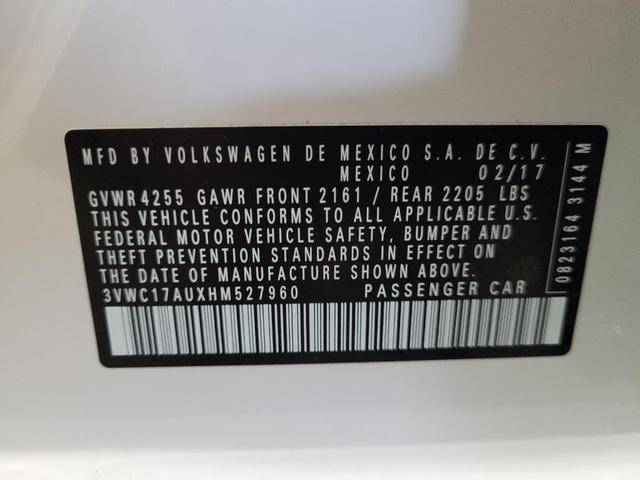 MFD BY VOLKSWAGEN DE MEXICO S.A. DE C.V.
MEXICO 02/17
GVWR 4255 GAWR FRONT 2161 / REAR 2205 LBS
THIS VEHICLE CONFORMS TO ALL APPLICABLE U.S.
FEDERAL MOTOR VEHICLE SAFETY, BUMPER AND
THEFT PREVENTION STANDARDS IN EFFECT ON
THE DATE OF MANUFACTURE SHOWN ABOVE.
3VWC17AUXHM527960 PASSENGER CAR
0823164 3144 M